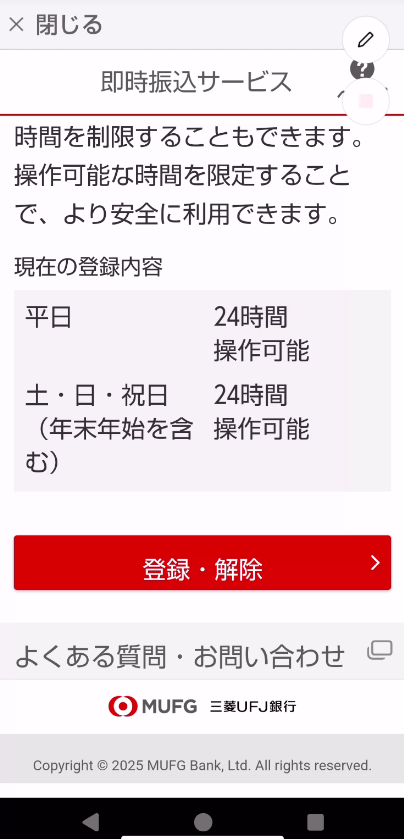 × 閉じる
即時振込サービス
?
時間を制限することもできます。
操作可能な時間を限定すること
で、より安全に利用できます。
現在の登録内容
平日 24時間
操作可能
土・日・祝日 24時間
(年末年始を含 操作可能
む)
登録・解除
よくある質問・お問い合わせ
MUFG 三菱UFJ銀行
Copyright © 2025 MUFG Bank, Ltd. All rights reserved.